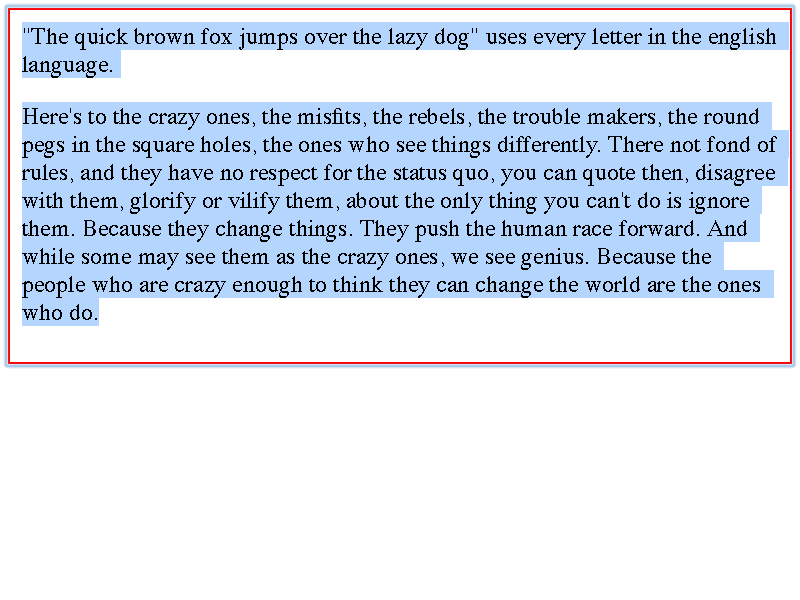 "The quick brown fox jumps over the lazy dog" uses every letter in the english
language.
Here's to the crazy ones, the misfits, the rebels, the trouble makers, the round
pegs in the square holes, the ones who see things differently. There not fond of
rules, and they have no respect for the status quo, you can quote then, disagree
with them, glorify or vilify them, about the only thing you can't do is ignore
them. Because they change things. They push the human race forward. And
while some may see them as the crazy ones, we see genius. Because the
people who are crazy enough to think they can change the world are the ones
who do.